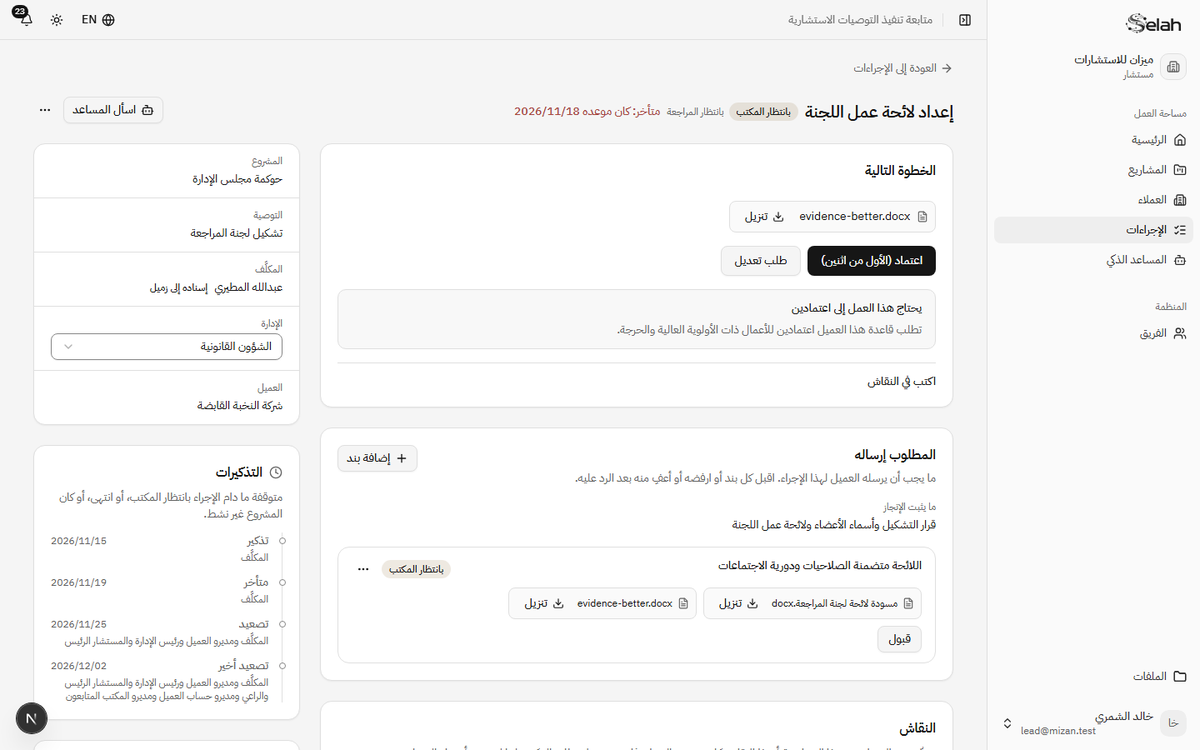 Selah
ميزان للاستشارات
مستشار
مساحة العمل
الرئيسية
المشاريع
العملاء
الإجراءات
المساعد الذكي
المنظمة
الفريق
الملفات
خا
خالد الشمري
lead@mizan.test
متابعة تنفيذ التوصيات الاستشارية
EN
23
العودة إلى الإجراءات
إعداد لائحة عمل اللجنة
بانتظار المكتب
بانتظار المراجعة
متأخر: كان موعده 2026/11/18
اسأل المساعد
الخطوة التالية
evidence-better.docx
تنزيل
اعتماد (الأول من اثنين)
طلب تعديل
يحتاج هذا العمل إلى اعتمادين
تطلب قاعدة هذا العميل اعتمادين للأعمال ذات الأولوية العالية والحرجة.
اكتب في النقاش
المطلوب إرساله
إضافة بند
ما يجب أن يرسله العميل لهذا الإجراء. اقبل كل بند أو ارفضه أو أعفِ منه بعد الرد عليه.
ما يثبت الإنجاز
قرار التشكيل وأسماء الأعضاء ولائحة عمل اللجنة
اللائحة متضمنة الصلاحيات ودورية الاجتماعات
بانتظار المكتب
مسودة لائحة لجنة المراجعة.docx
تنزيل
evidence-better.docx
تنزيل
قبول
النقاش
المشروع
حوكمة مجلس الإدارة
التوصية
تشكيل لجنة المراجعة
المكلَّف
عبدالله المطيري
إسناده إلى زميل
الإدارة
الشؤون القانونية
العميل
شركة النخبة القابضة
التذكيرات
متوقفة ما دام الإجراء بانتظار المكتب، أو انتهى، أو كان
المشروع غير نشط.
تذكير
2026/11/15
المكلَّف
متأخر
2026/11/19
المكلَّف
تصعيد
2026/11/25
المكلَّف ومديرو العميل ورئيس الإدارة والمستشار الرئيس
تصعيد أخير
2026/12/02
المكلَّف ومديرو العميل ورئيس الإدارة والمستشار الرئيس
والراعي ومديرو حساب العميل ومديرو المكتب المتابعون
N